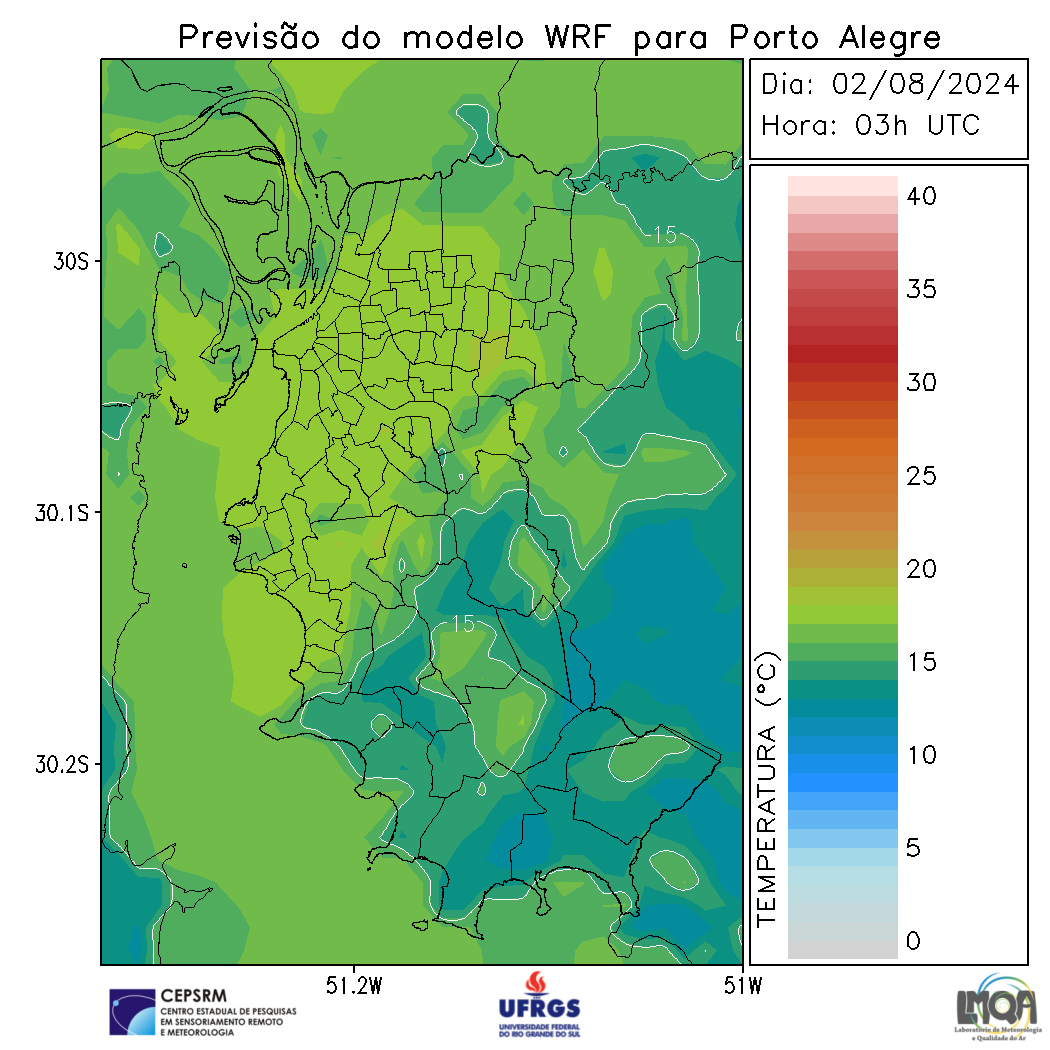 Previsão do modelo WRF para Porto Alegre
Dia: 02/08/2024
Hora: 03h UTC
40
35
30
25
20
15
10
5
0
TEMPERATURA (°C)
30S
30.1S
30.2S
51.2W
51W
15
15
CEPSRM
CENTRO ESTADUAL DE PESQUISAS
EM SENSORIAMENTO REMOTO
E METEOROLOGIA
UFRGS
UNIVERSIDADE FEDERAL
DO RIO GRANDE DO SUL
LMQA
Laboratório de Meteorologia
e Qualidade do Ar